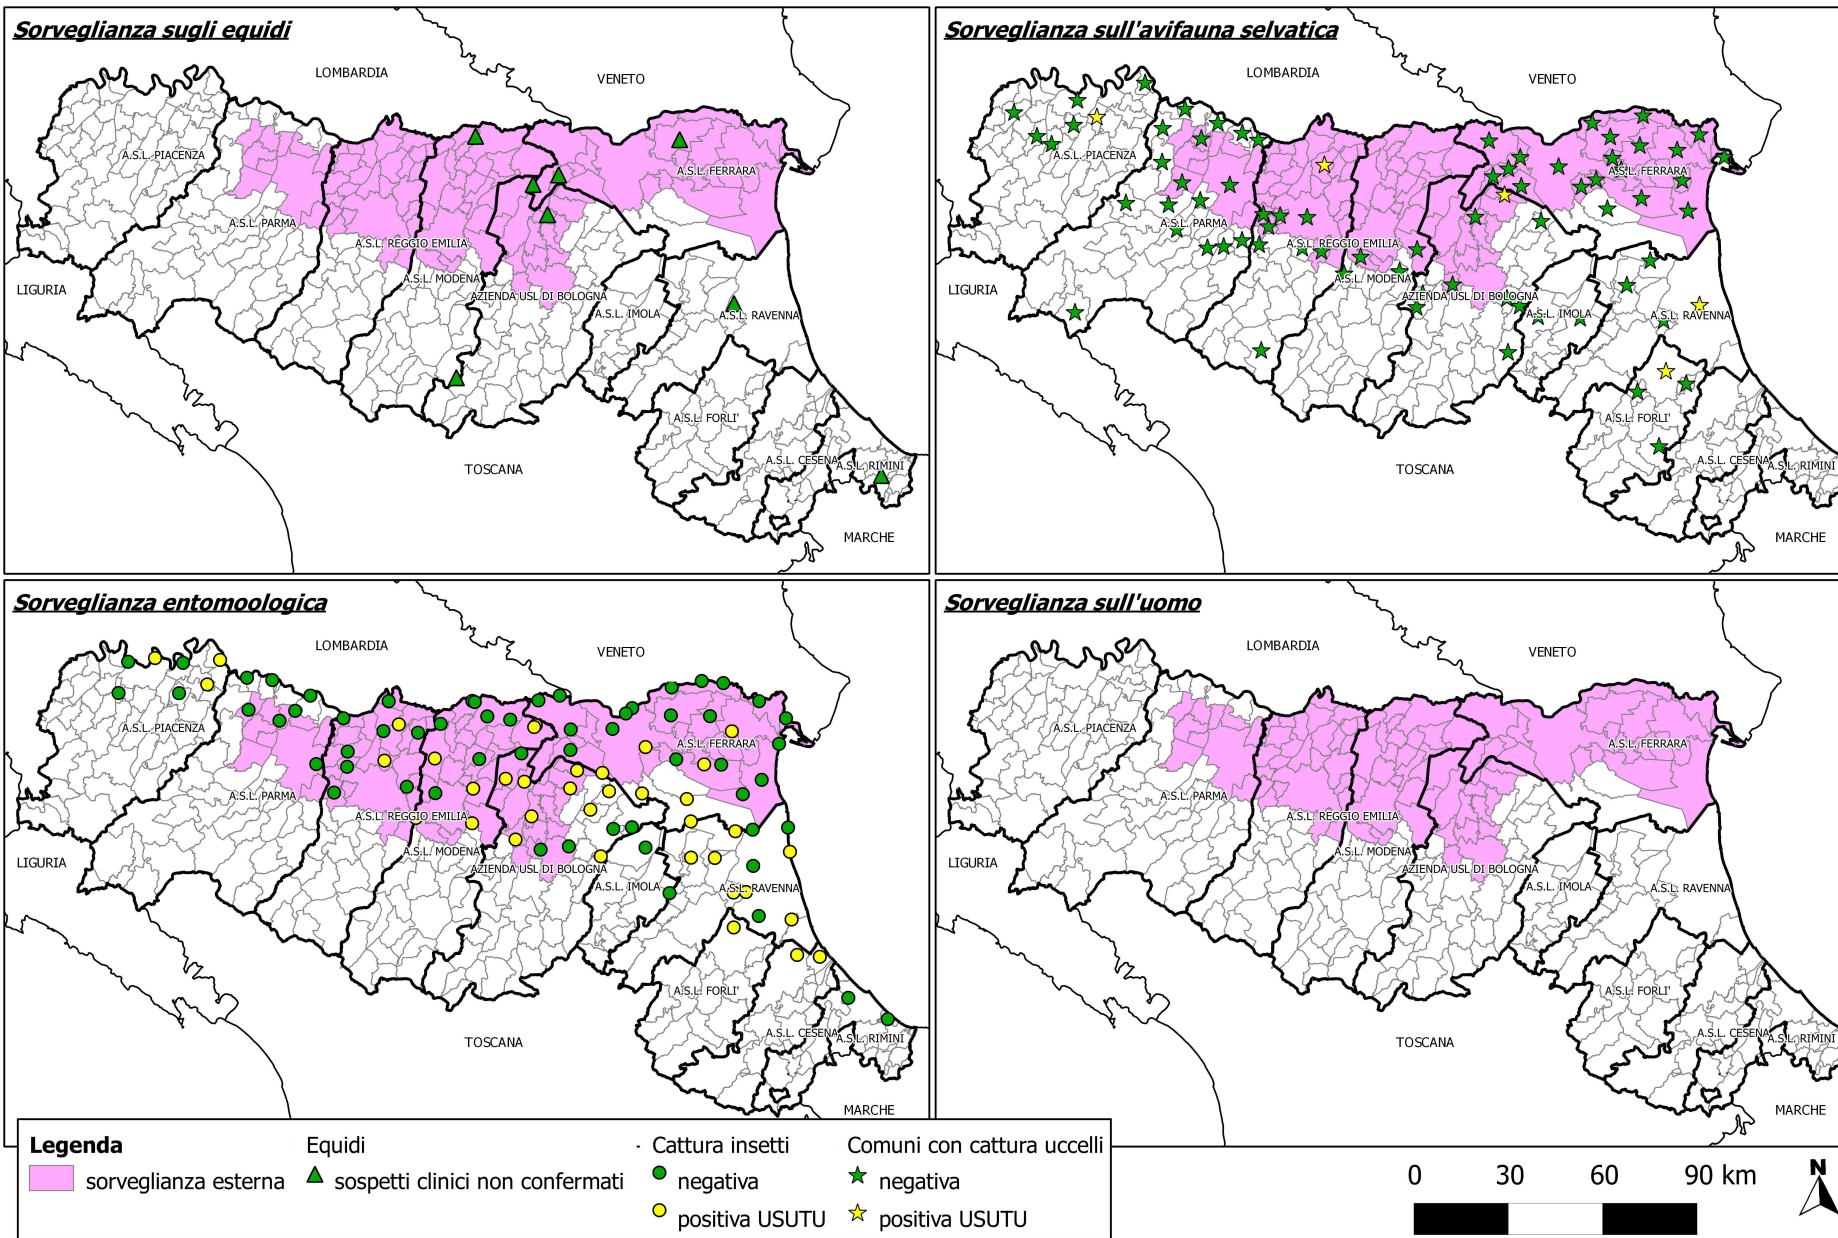 Sorveglianza sugli equidi
LOMBARDIA
VENETO
A.S.L. PIACENZA
A.S.L. FERRARA
A.S.L. PARMA
A.S.L. REGGIO EMILIA
A.S.L. MODENA
LIGURIA
AZIENDA USL DI BOLOGNA
A.S.L. IMOLA
A.S.L. RAVENNA
A.S.L. FORLI'
A.S.L. CESENA
A.S.L. RIMINI
TOSCANA
MARCHE
Sorveglianza sull'avifauna selvatica
LOMBARDIA
VENETO
A.S.L. PIACENZA
A.S.L. FERRARA
A.S.L. PARMA
A.S.L. REGGIO EMILIA
A.S.L. MODENA
LIGURIA
AZIENDA USL DI BOLOGNA
A.S.L. IMOLA
A.S.L. RAVENNA
A.S.L. FORLI'
A.S.L. CESENA
A.S.L. RIMINI
TOSCANA
MARCHE
Sorveglianza entomoologica
LOMBARDIA
VENETO
A.S.L. PIACENZA
A.S.L. FERRARA
A.S.L. PARMA
A.S.L. REGGIO EMILIA
A.S.L. MODENA
LIGURIA
AZIENDA USL DI BOLOGNA
A.S.L. IMOLA
A.S.L. RAVENNA
A.S.L. FORLI'
A.S.L. CESENA
A.S.L. RIMINI
TOSCANA
MARCHE
Sorveglianza sull'uomo
LOMBARDIA
VENETO
A.S.L. PIACENZA
A.S.L. FERRARA
A.S.L. PARMA
A.S.L. REGGIO EMILIA
A.S.L. MODENA
LIGURIA
AZIENDA USL DI BOLOGNA
A.S.L. IMOLA
A.S.L. RAVENNA
A.S.L. FORLI'
A.S.L. CESENA
A.S.L. RIMINI
TOSCANA
MARCHE
Legenda
sorveglianza esterna
Equidi
sospetti clinici non confermati
- Cattura insetti
negativa
positiva USUTU
Comuni con cattura uccelli
negativa
positiva USUTU
0 30 60 90 km
N